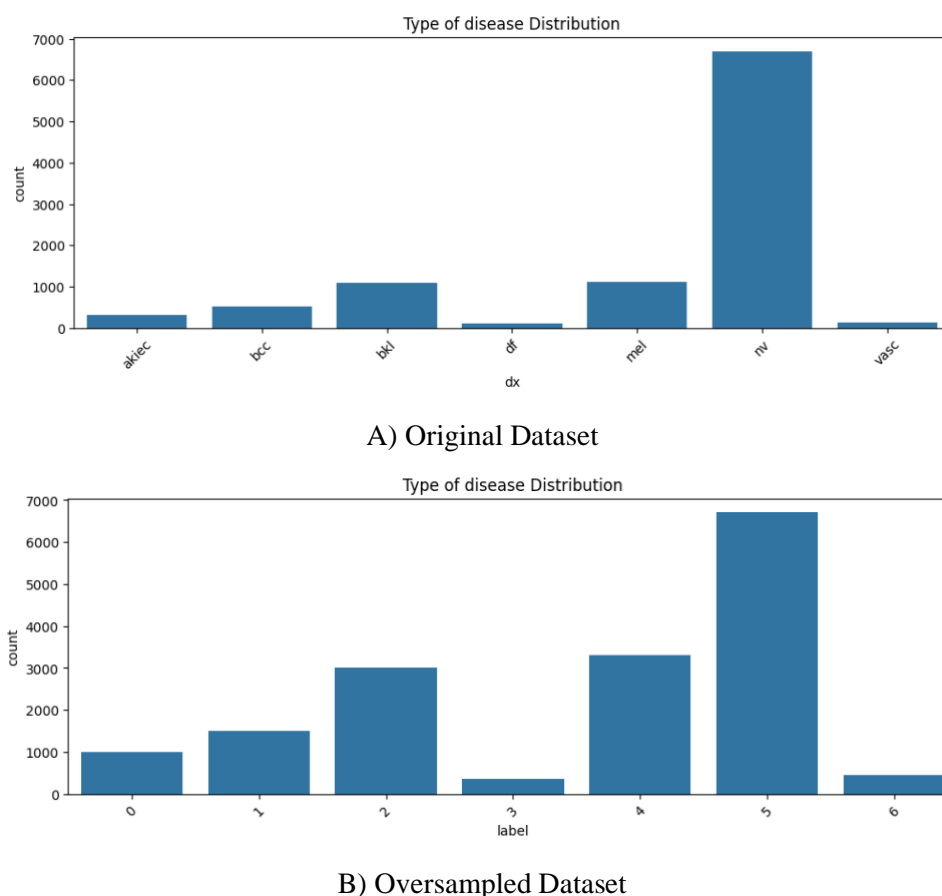 Type of disease Distribution
7000
6000
5000
4000
3000
2000
1000
0
count
akiec
bcc
bkl
df
mel
nv
vasc
dx
A) Original Dataset
Type of disease Distribution
7000
6000
5000
4000
3000
2000
1000
0
count
0
1
2
3
4
5
6
label
B) Oversampled Dataset